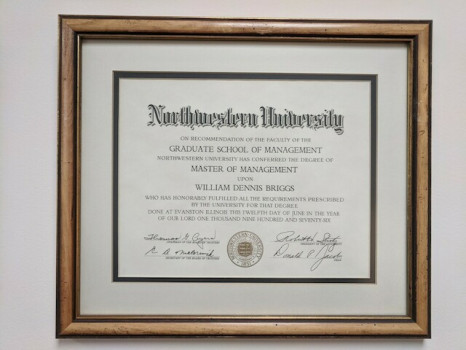 Northwestern University
ON RECOMMENDATION OF THE FACULTY OF THE
GRADUATE SCHOOL OF MANAGEMENT
NORTHWESTERN UNIVERSITY HAS CONFERRED THE DEGREE OF
MASTER OF MANAGEMENT
UPON
WILLIAM DENNIS BRIGGS
WHO HAS HONORABLY FULFILLED ALL THE REQUIREMENTS PRESCRIBED
BY THE UNIVERSITY FOR THAT DEGREE
DONE AT EVANSTON ILLINOIS THIS TWELFTH DAY OF JUNE IN THE YEAR
OF OUR LORD ONE THOUSAND NINE HUNDRED AND SEVENTY-SIX